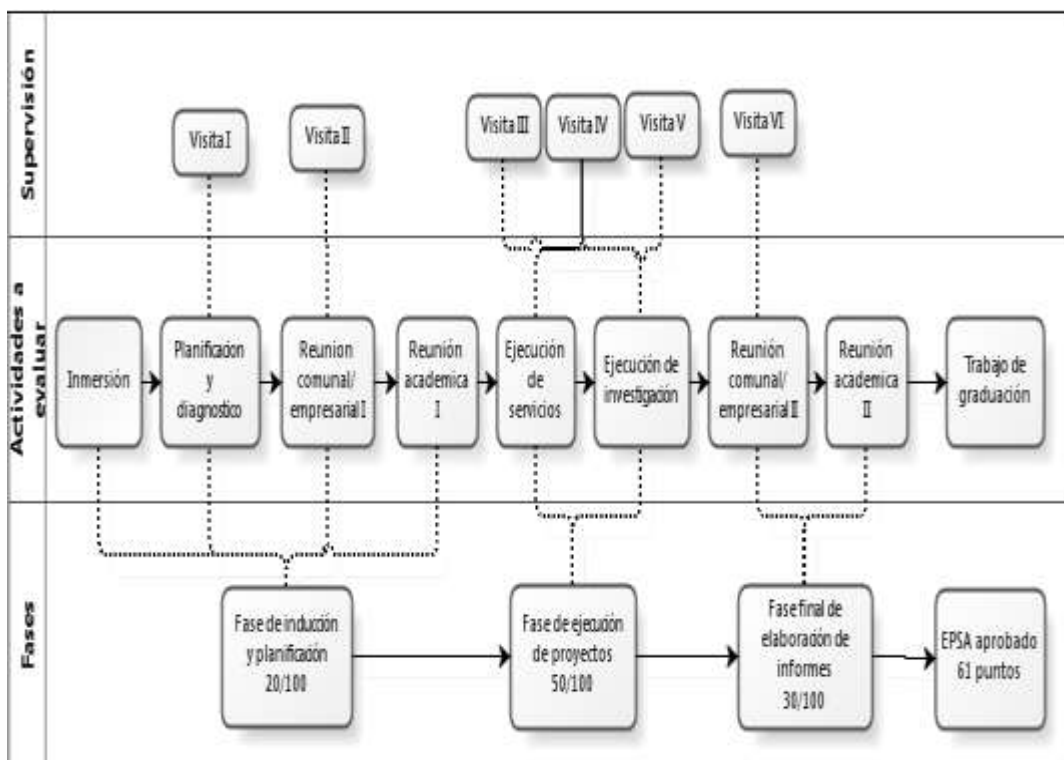 Supervisión
Visita I
Visita II
Visita III
Visita IV
Visita V
Visita VI
Actividades a
evaluar
Inmersión
Planificacion
y
diagnostico
Reunion
comunal/
empresarial I
Reunión
academica
I
Ejecución
de
servicios
Ejecución de
investigación
Reunión
comunal/
empresarial II
Reunión
academica
II
Trabajo de
graduación
Fases
Fase de inducción
y planificación
20/100
Fase de ejecución
de proyectos
50/100
Fase final de
elaboración de
informes
30/100
EPSA aprobado
61 puntos